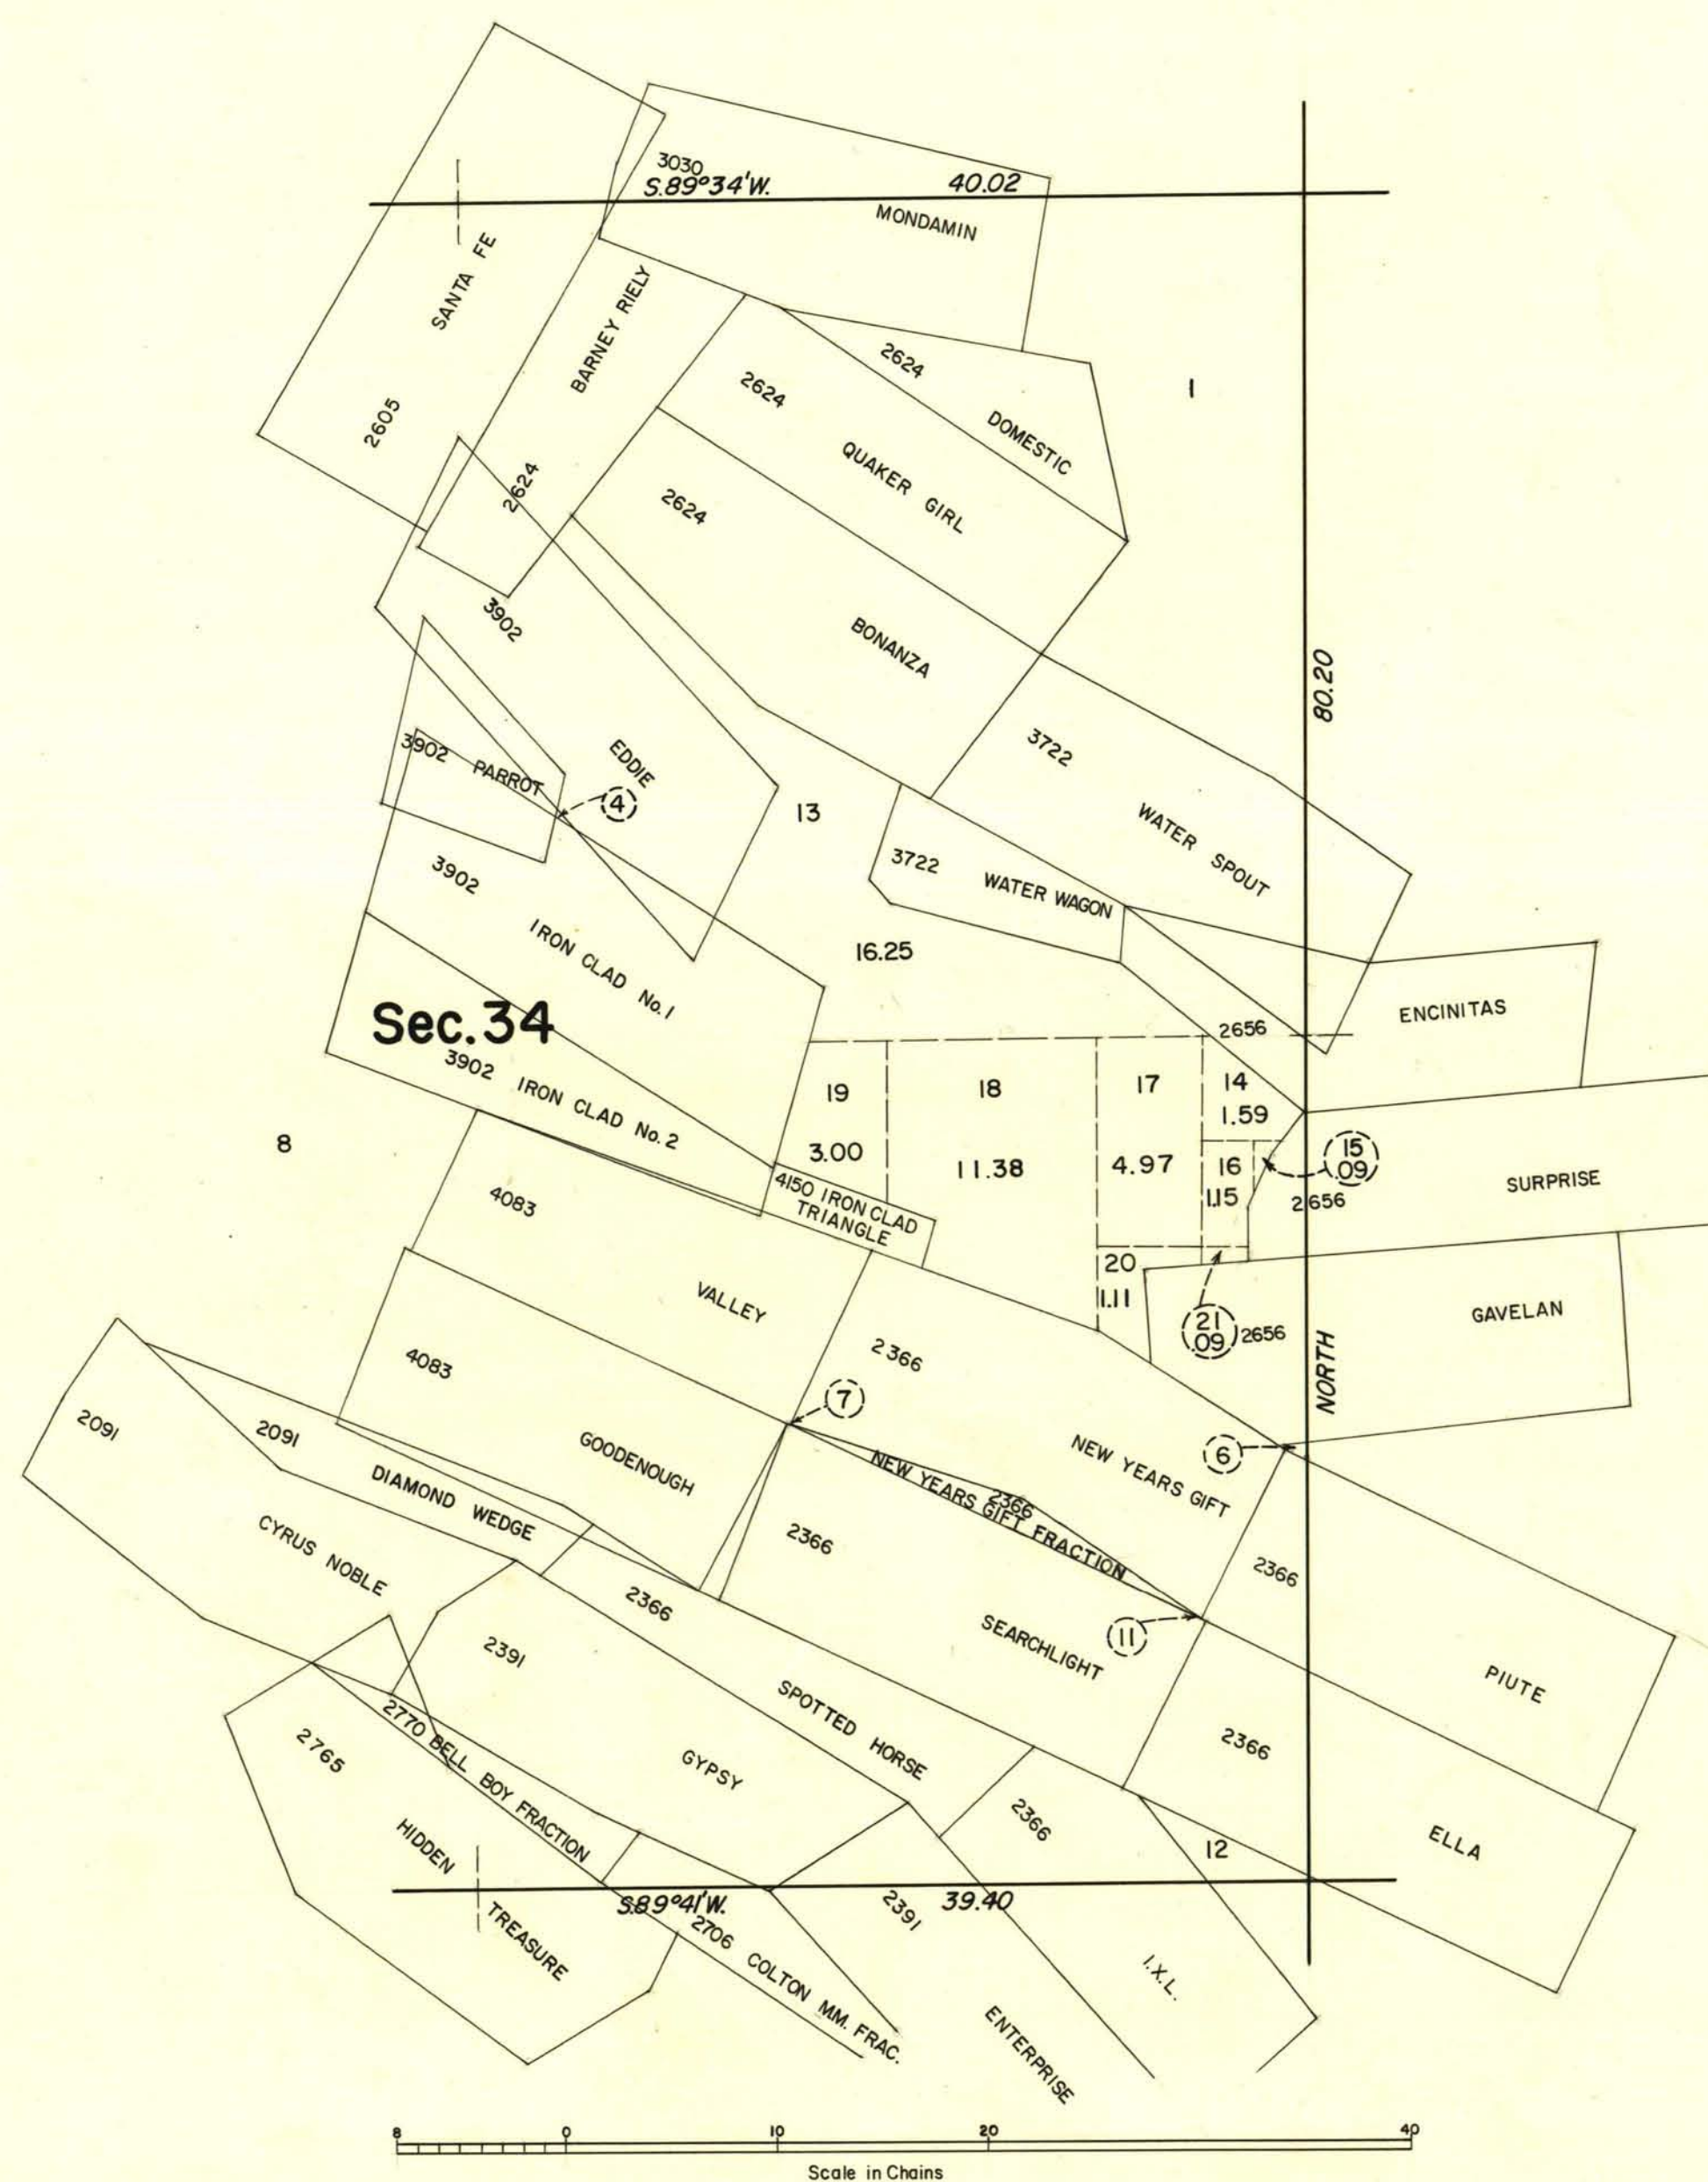 3030
S.89°34'W.
40.02
MONDAMIN
SANTA FE
2605
BARNEY RIELY
2624
2624
DOMESTIC
1
2624
QUAKER GIRL
2624
BONANZA
80.20
3902
EDDIE
3902 PARROT
4
13
3722
WATER SPOUT
3722 WATER WAGON
3902
IRON CLAD No.1
16.25
Sec.34
3902 IRON CLAD No.2
2656
ENCINITAS
19
3.00
18
11.38
17
4.97
14
1.59
16
1.15
15
.09
2656
SURPRISE
8
4150 IRON CLAD
TRIANGLE
4083
VALLEY
20
1.11
21
.09
2656
GAVELAN
NORTH
4083
GOODENOUGH
2366
7
NEW YEARS GIFT
6
2091
2091
DIAMOND WEDGE
CYRUS NOBLE
2366
NEW YEARS GIFT FRACTION
2366
SEARCHLIGHT
11
2366
PIUTE
2366
SPOTTED HORSE
2391
GYPSY
2366
ELLA
2770 BELL BOY FRACTION
2765
HIDDEN
TREASURE
2366
I.X.L.
12
S89°41'W.
39.40
2706 COLTON M.M. FRAC.
2391
ENTERPRISE
8 0 10 20 40
Scale in Chains